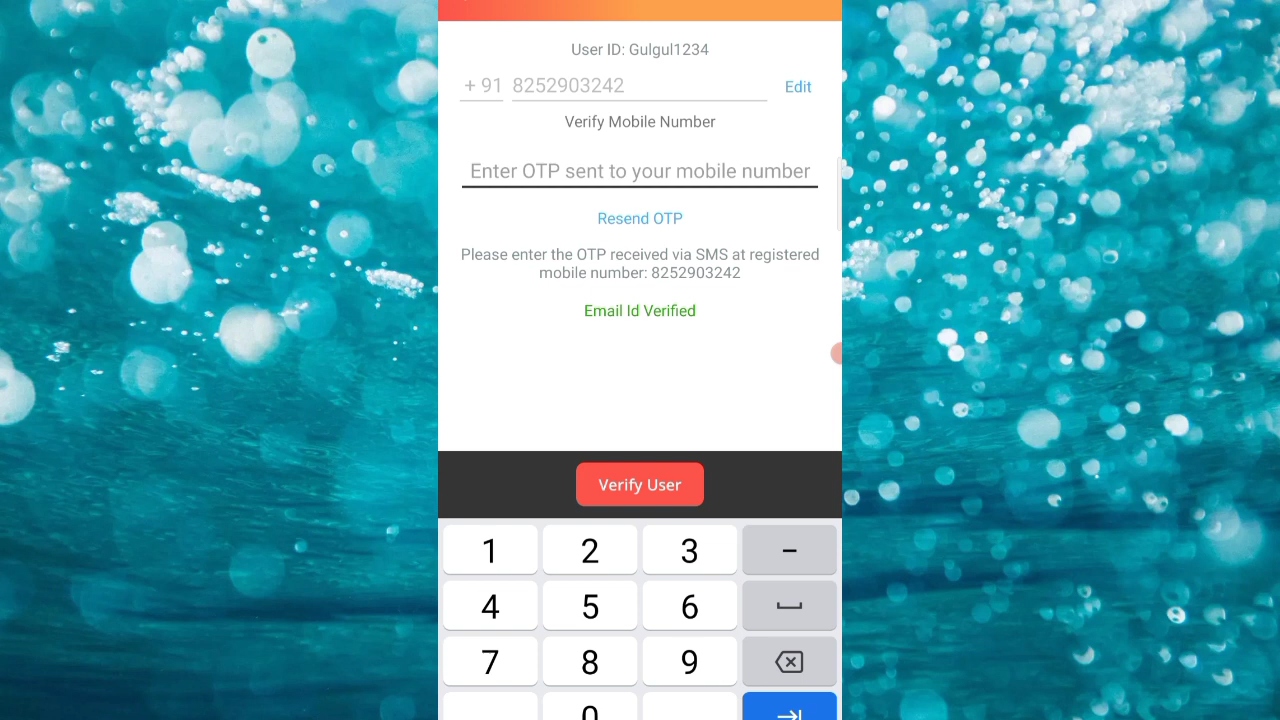 User ID: Gulgul1234
+ 91 8252903242 Edit
Verify Mobile Number
Enter OTP sent to your mobile number
Resend OTP
Please enter the OTP received via SMS at registered
mobile number: 8252903242
Email Id Verified
Verify User
1 2 3 –
4 5 6
7 8 9
0